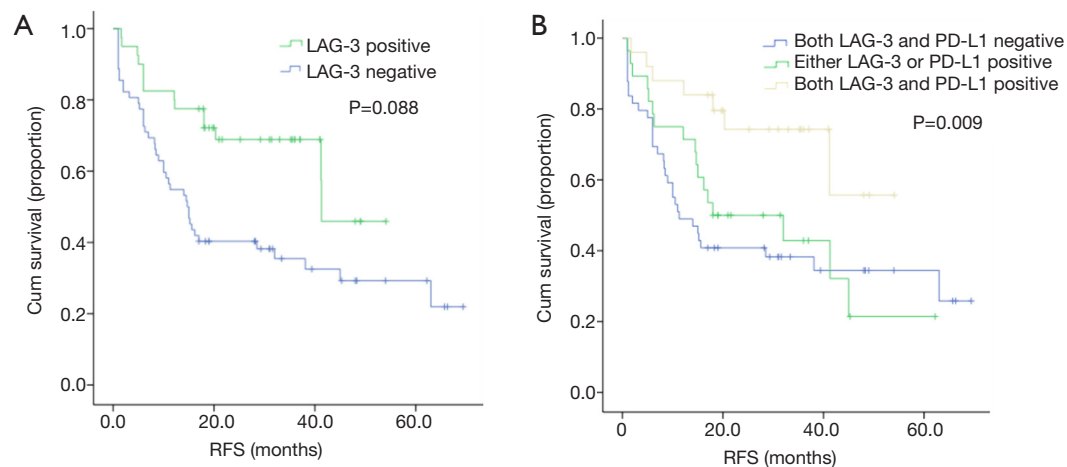 A
1.0
0.8
0.6
0.4
0.2
0.0
Cum survival (proportion)
LAG-3 positive
LAG-3 negative
P=0.088
0.0
20.0
40.0
60.0
RFS (months)
B
1.0
0.8
0.6
0.4
0.2
0.0
Cum survival (proportion)
Both LAG-3 and PD-L1 negative
Either LAG-3 or PD-L1 positive
Both LAG-3 and PD-L1 positive
P=0.009
0
20.0
40.0
60.0
RFS (months)